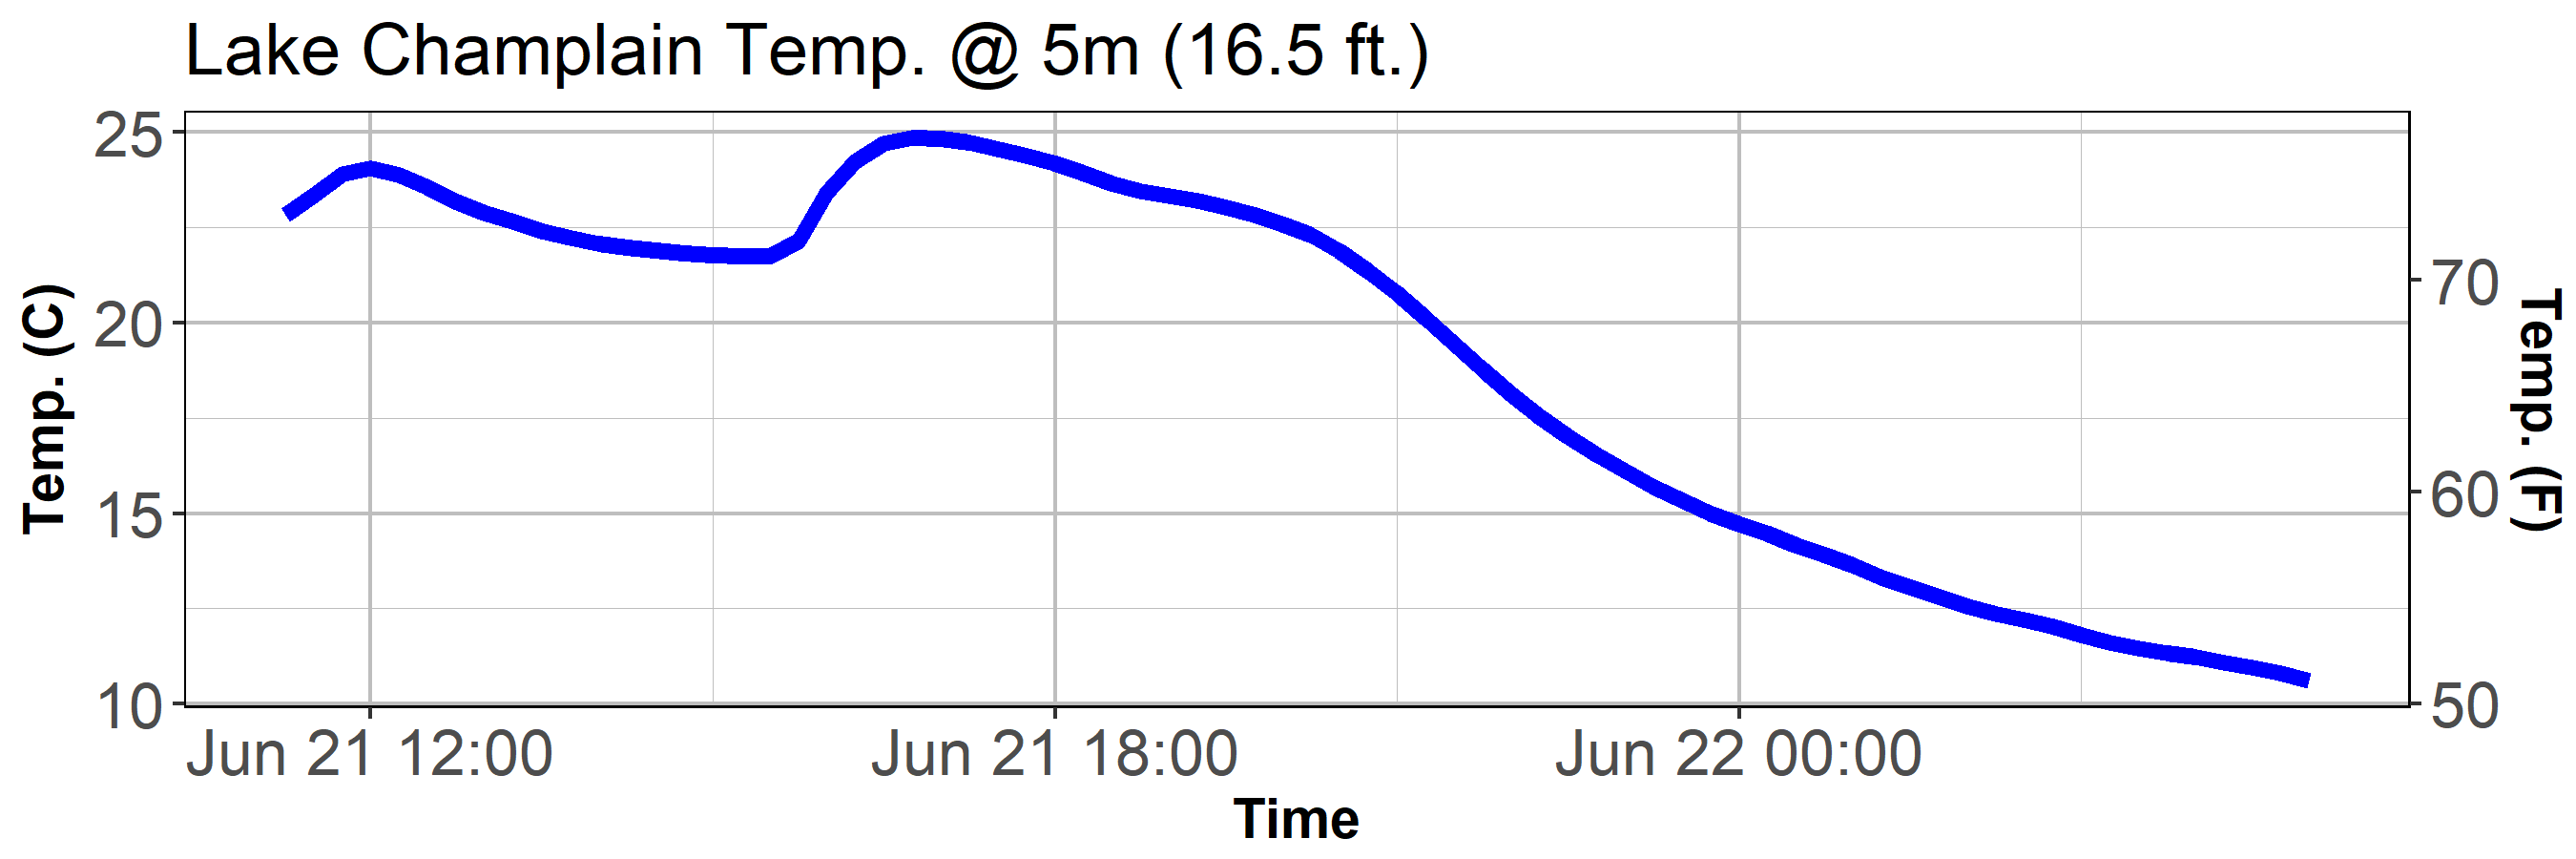 Lake Champlain Temp. @ 5m (16.5 ft.)
25
20
15
10
Temp. (C)
70
60
50
Temp. (F)
Jun 21 12:00
Jun 21 18:00
Jun 22 00:00
Time